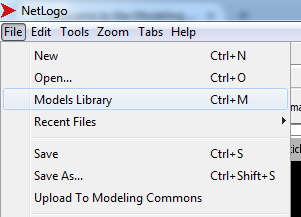 NetLogo
File Edit Tools Zoom Tabs Help
New Ctrl+N
Open... Ctrl+O
Models Library Ctrl+M
Recent Files
Save Ctrl+S
Save As... Ctrl+Shift+S
Upload To Modeling Commons